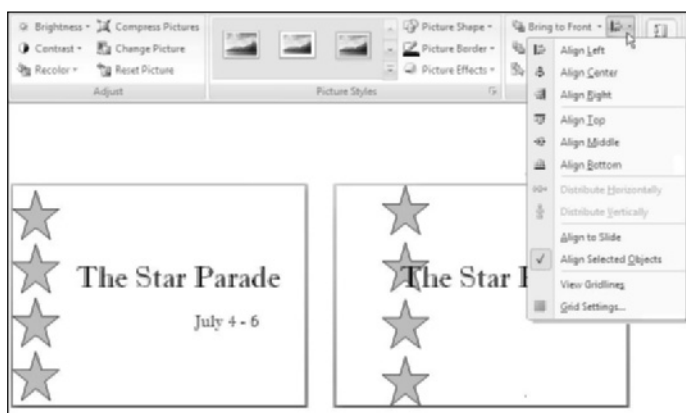 Brightness Compress Pictures
Contrast Change Picture
Recolor Reset Picture
Adjust
Picture Styles
Picture Shape
Picture Border
Picture Effects
Bring to Front
Align Left
Align Center
Align Right
Align Top
Align Middle
Align Bottom
Distribute Horizontally
Distribute Vertically
Align to Slide
Align Selected Objects
View Gridlines
Grid Settings...
The Star Parade
July 4 - 6
The Star